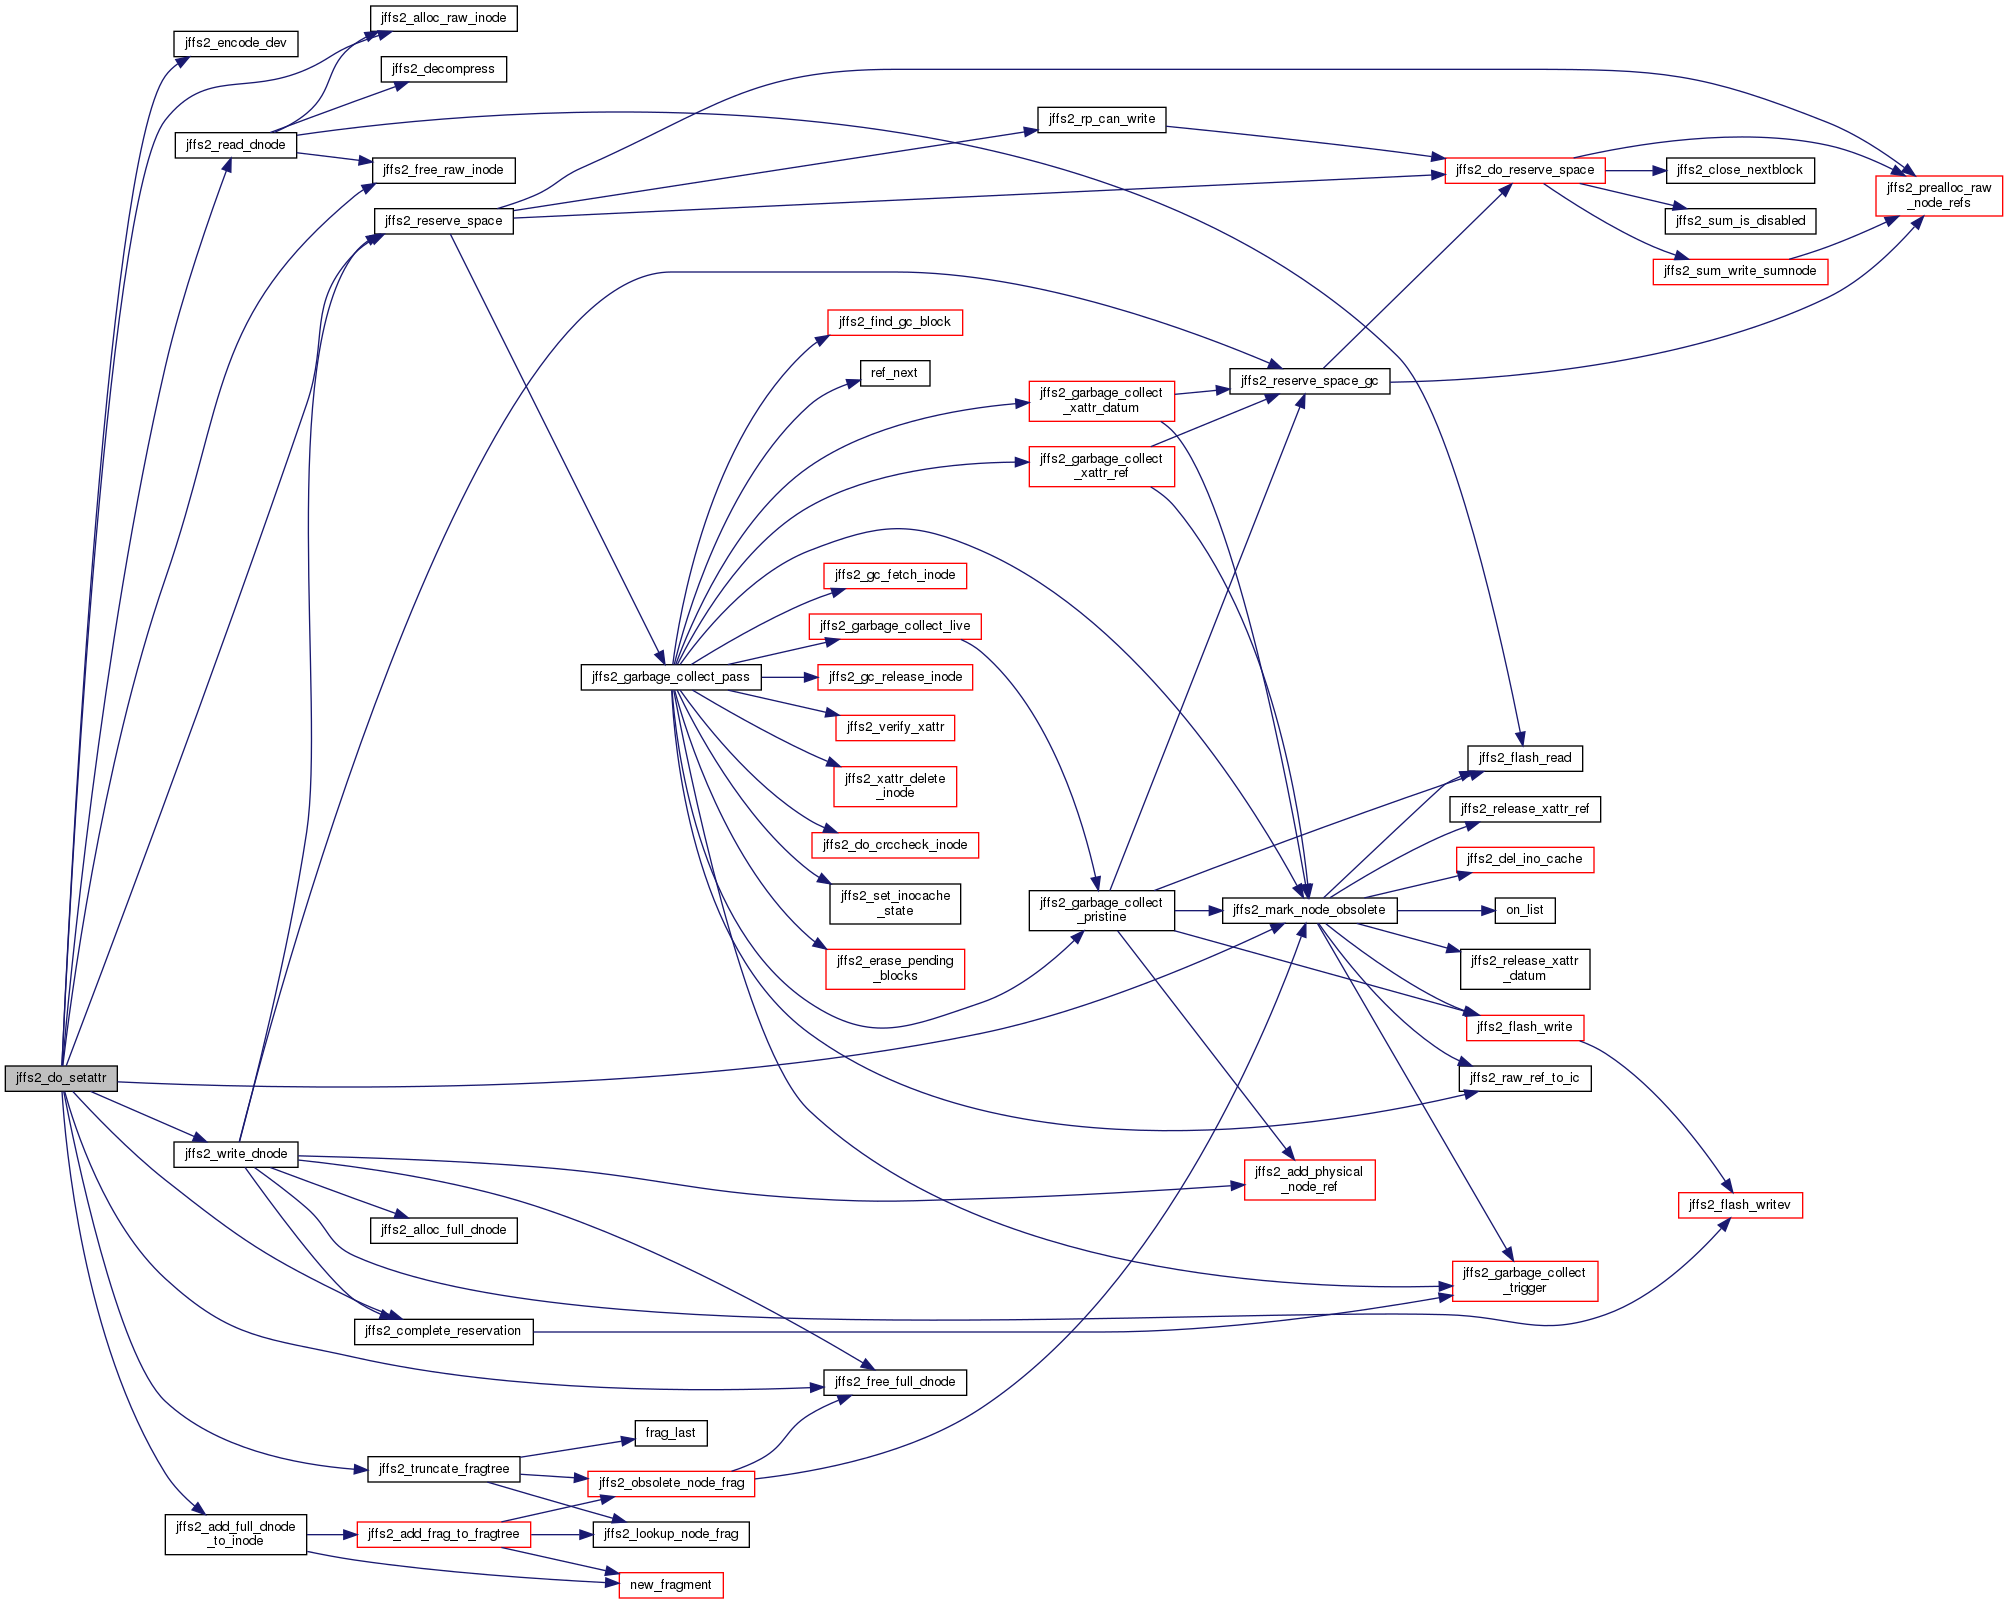 jffs2_alloc_raw_inode
jffs2_encode_dev
jffs2_decompress
jffs2_rp_can_write
jffs2_read_dnode
jffs2_free_raw_inode
jffs2_do_reserve_space
jffs2_close_nextblock
jffs2_prealloc_raw
_node_refs
jffs2_reserve_space
jffs2_sum_is_disabled
jffs2_sum_write_sumnode
jffs2_find_gc_block
ref_next
jffs2_reserve_space_gc
jffs2_garbage_collect
_xattr_datum
jffs2_garbage_collect
_xattr_ref
jffs2_gc_fetch_inode
jffs2_garbage_collect_live
jffs2_garbage_collect_pass
jffs2_gc_release_inode
jffs2_verify_xattr
jffs2_flash_read
jffs2_xattr_delete
_inode
jffs2_release_xattr_ref
jffs2_do_crccheck_inode
jffs2_del_ino_cache
jffs2_set_inocache
_state
jffs2_garbage_collect
_pristine
jffs2_mark_node_obsolete
on_list
jffs2_erase_pending
_blocks
jffs2_release_xattr
_datum
jffs2_flash_write
jffs2_do_setattr
jffs2_raw_ref_to_ic
jffs2_write_dnode
jffs2_add_physical
_node_ref
jffs2_flash_writev
jffs2_alloc_full_dnode
jffs2_garbage_collect
_trigger
jffs2_complete_reservation
jffs2_free_full_dnode
frag_last
jffs2_truncate_fragtree
jffs2_obsolete_node_frag
jffs2_add_full_dnode
_to_inode
jffs2_add_frag_to_fragtree
jffs2_lookup_node_frag
new_fragment